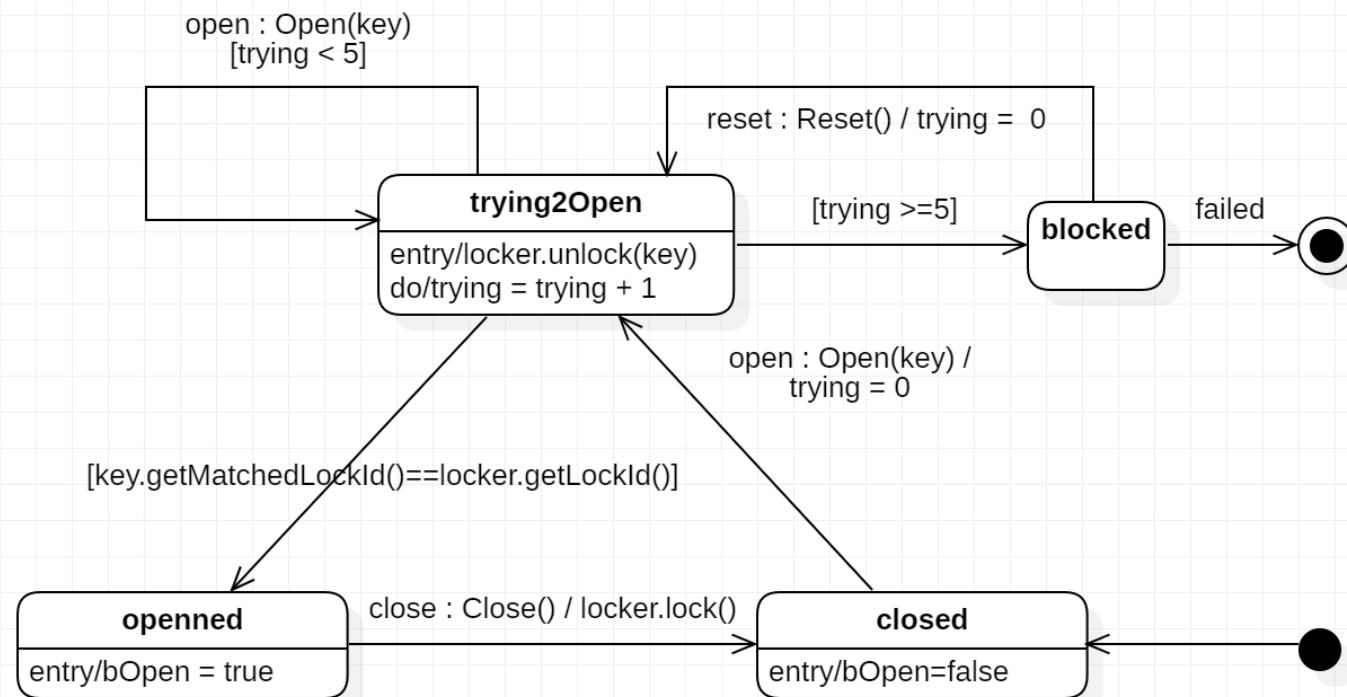 open : Open(key)
[trying < 5]
reset : Reset() / trying =  0
trying2Open
entry/locker.unlock(key)
do/trying = trying + 1
[trying >=5]
blocked
failed
open : Open(key) /
trying = 0
[key.getMatchedLockId()==locker.getLockId()]
openned
entry/bOpen = true
close : Close() / locker.lock()
closed
entry/bOpen=false